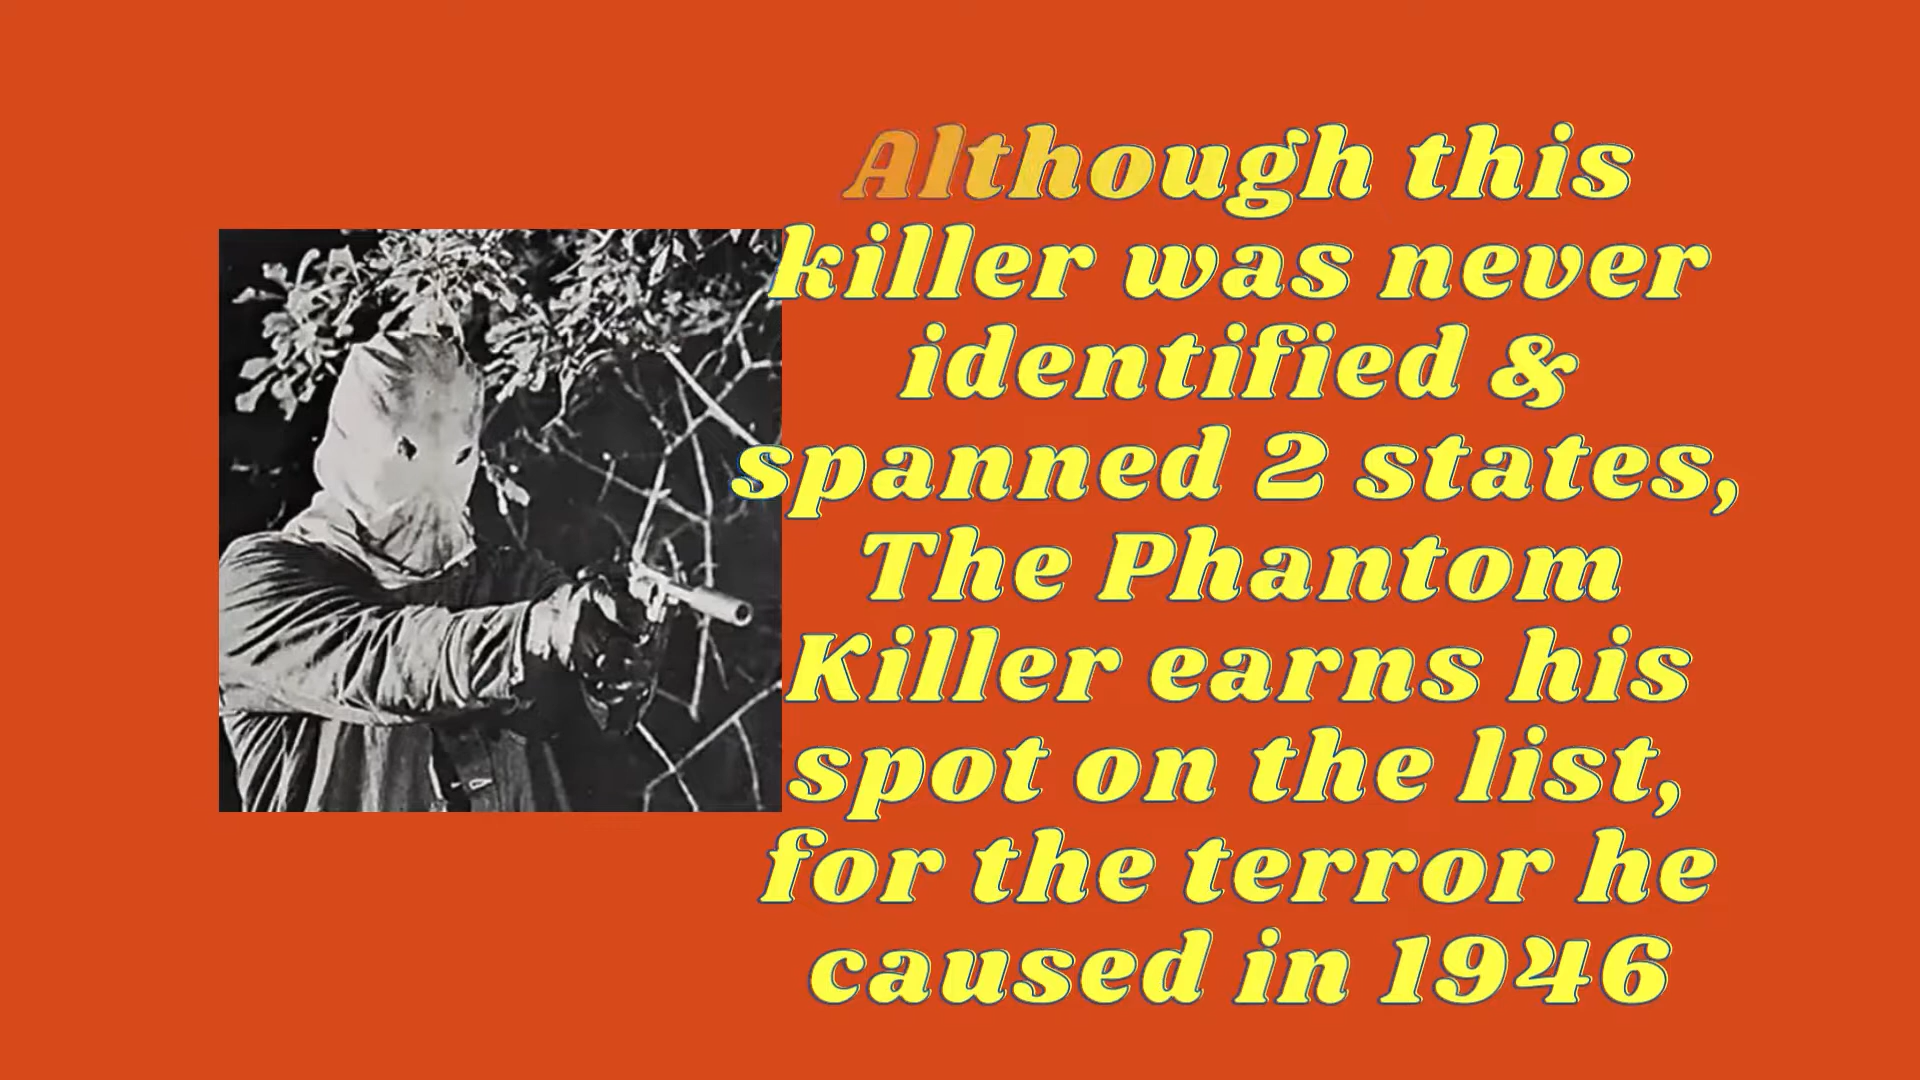 Although this
killer was never
identified &
spanned 2 states,
The Phantom
Killer earns his
spot on the list,
for the terror he
caused in 1946